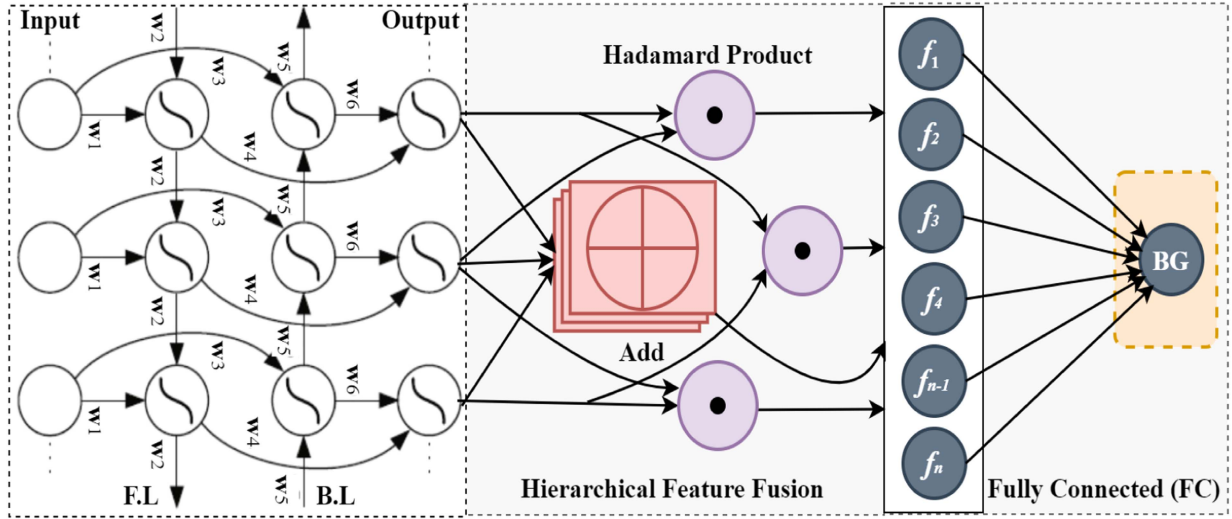 Input
Output
w2
w5
w3
w6
w1
w4
w2
w5
w3
w6
w1
w4
w2
w5
w3
w6
w1
w4
w2
w5
F.L
B.L
Hadamard Product
Add
Hierarchical Feature Fusion
f1
f2
f3
f4
fn-1
fn
BG
Fully Connected (FC)